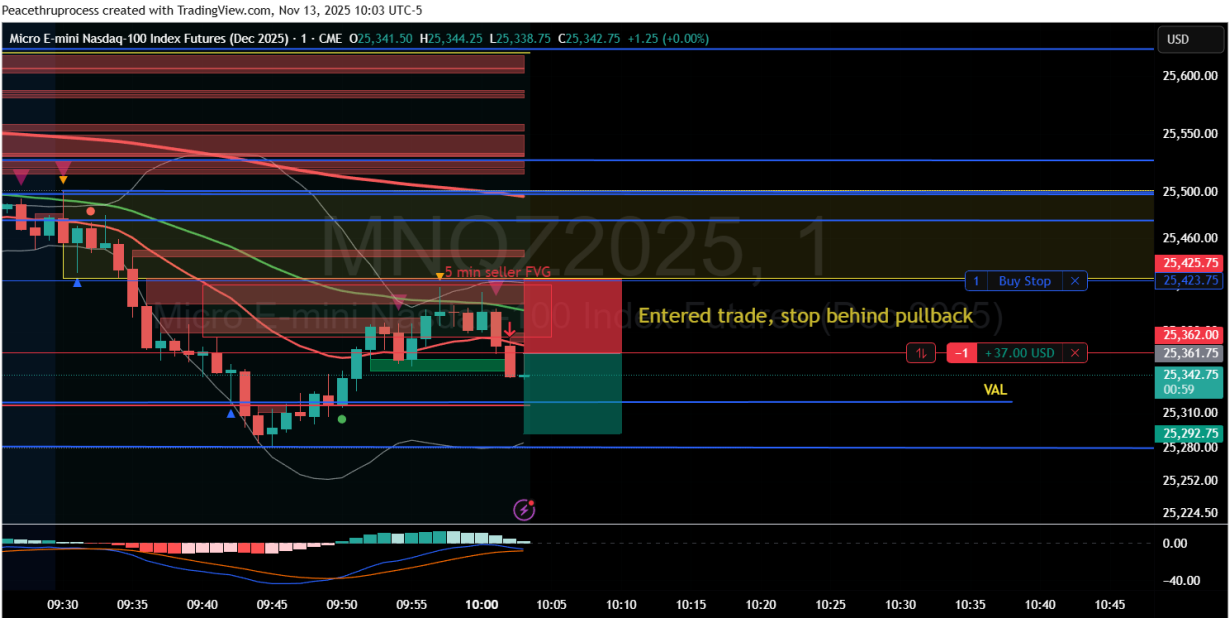 Peacethruprocess created with TradingView.com, Nov 13, 2025 10:03 UTC-5
Micro E-mini Nasdaq-100 Index Futures (Dec 2025) · 1 · CME O25,341.50 H25,344.25 L25,338.75 C25,342.75 +1.25 (+0.00%)
USD
25,600.00
25,550.00
25,500.00
MNQZ2025, 1
25,460.00
5 min seller FVG
25,425.75
1 Buy Stop
25,423.75
Micro E-mini Nasdaq-100 Index Futures (Dec 2025)
Entered trade, stop behind pullback
25,362.00
−1 +37.00 USD
25,361.75
25,342.75
00:59
VAL
25,310.00
25,292.75
25,280.00
25,252.00
25,224.50
0.00
−40.00
09:30 09:35 09:40 09:45 09:50 09:55 10:00 10:05 10:10 10:15 10:20 10:25 10:30 10:35 10:40 10:45